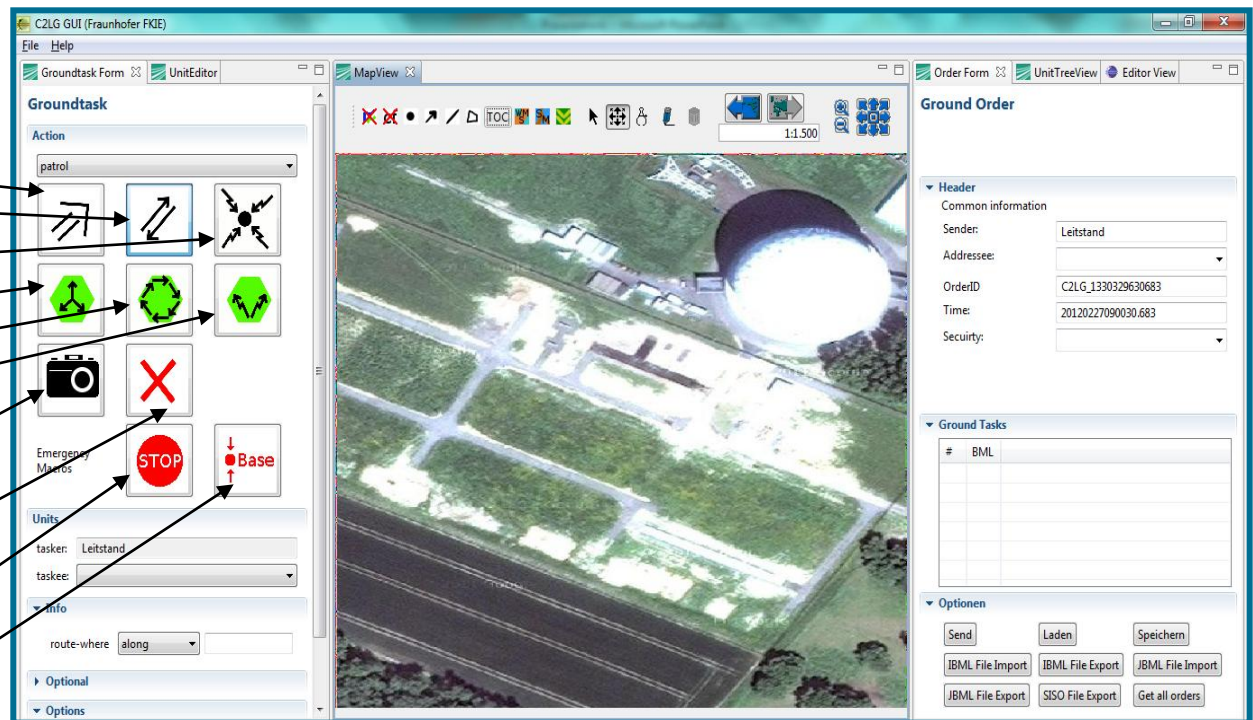 C2LG GUI (Fraunhofer FKIE)
File Help
Groundtask Form UnitEditor
Groundtask
Action
patrol
Emergency
Macros
STOP
Base
Units
tasker: Leitstand
taskee:
Info
route-where along
Optional
Options
MapView
TOC
1:1.500
Order Form UnitTreeView Editor View
Ground Order
Header
Common information
Sender: Leitstand
Addressee:
OrderID C2LG_1330329630683
Time: 20120227090030.683
Secuirty:
Ground Tasks
# BML
Optionen
Send Laden Speichern
IBML File Import IBML File Export JBML File Import
JBML File Export SISO File Export Get all orders